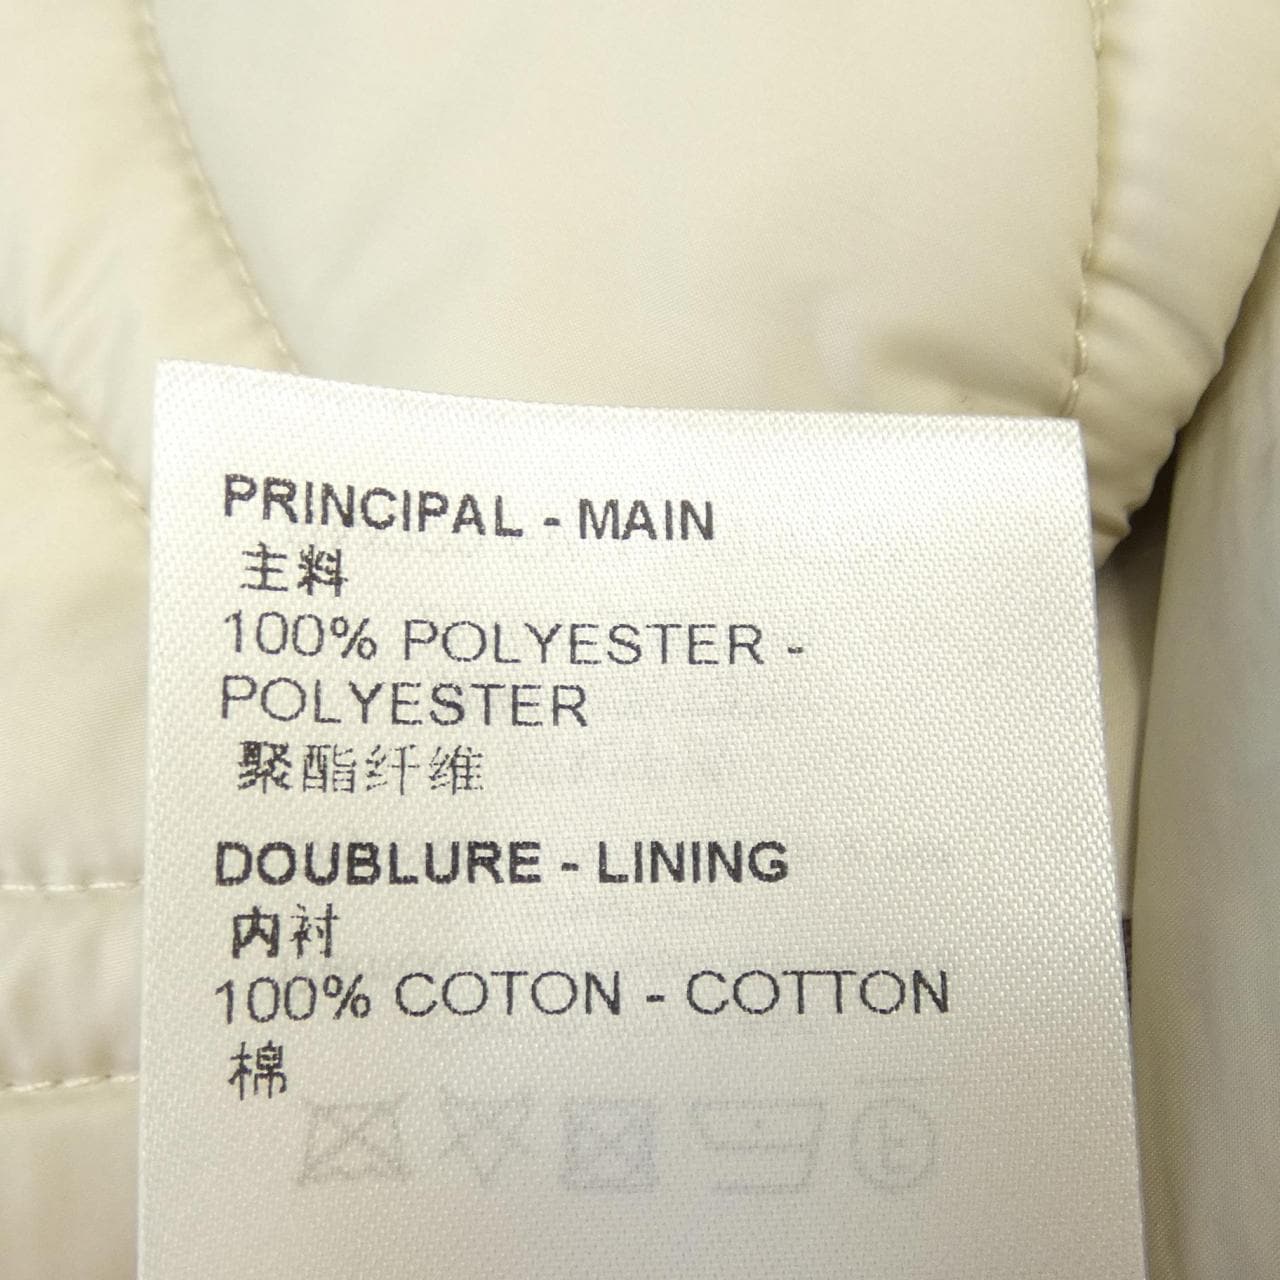 PRINCIPAL - MAIN
主料
100% POLYESTER -
POLYESTER
聚酯纤维
DOUBLURE - LINING
内衬
100% COTON - COTTON
棉